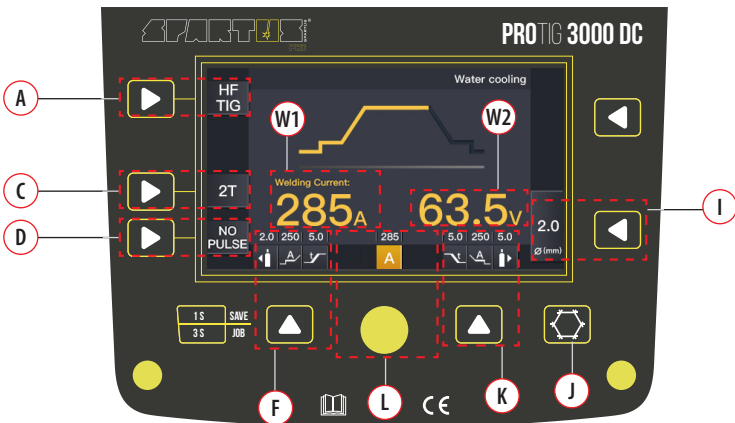 SPARTUS
PROTIG 3000 DC
Water cooling
A
HF
TIG
W1
W2
C
2T
Welding Current:
285A
63.5V
I
D
NO
PULSE
2.0
Ø(mm)
2.0 250 5.0
285
5.0 250 5.0
A t
A
t A
1 S SAVE
3 S JOB
F
L
K
J
CE